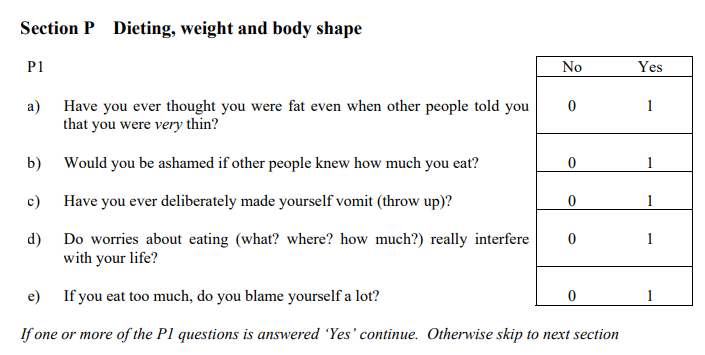 Section P Dieting, weight and body shape
P1 No Yes
a) Have you ever thought you were fat even when other people told you 0 1
that you were very thin?
b) Would you be ashamed if other people knew how much you eat? 0 1
c) Have you ever deliberately made yourself vomit (throw up)? 0 1
d) Do worries about eating (what? where? how much?) really interfere 0 1
with your life?
e) If you eat too much, do you blame yourself a lot? 0 1
If one or more of the P1 questions is answered ‘Yes’ continue. Otherwise skip to next section